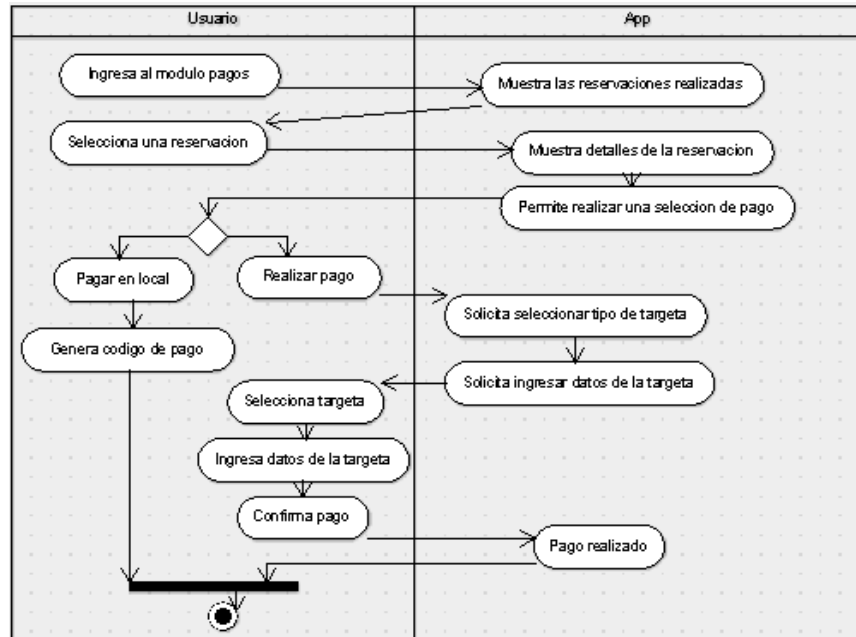 Usuario
App
Ingresa al modulo pagos
Muestra las reservaciones realizadas
Selecciona una reservacion
Muestra detalles de la reservacion
Permite realizar una seleccion de pago
Pagar en local
Realizar pago
Solicita seleccionar tipo de targeta
Genera codigo de pago
Solicita ingresar datos de la targeta
Selecciona targeta
Ingresa datos de la targeta
Confirma pago
Pago realizado